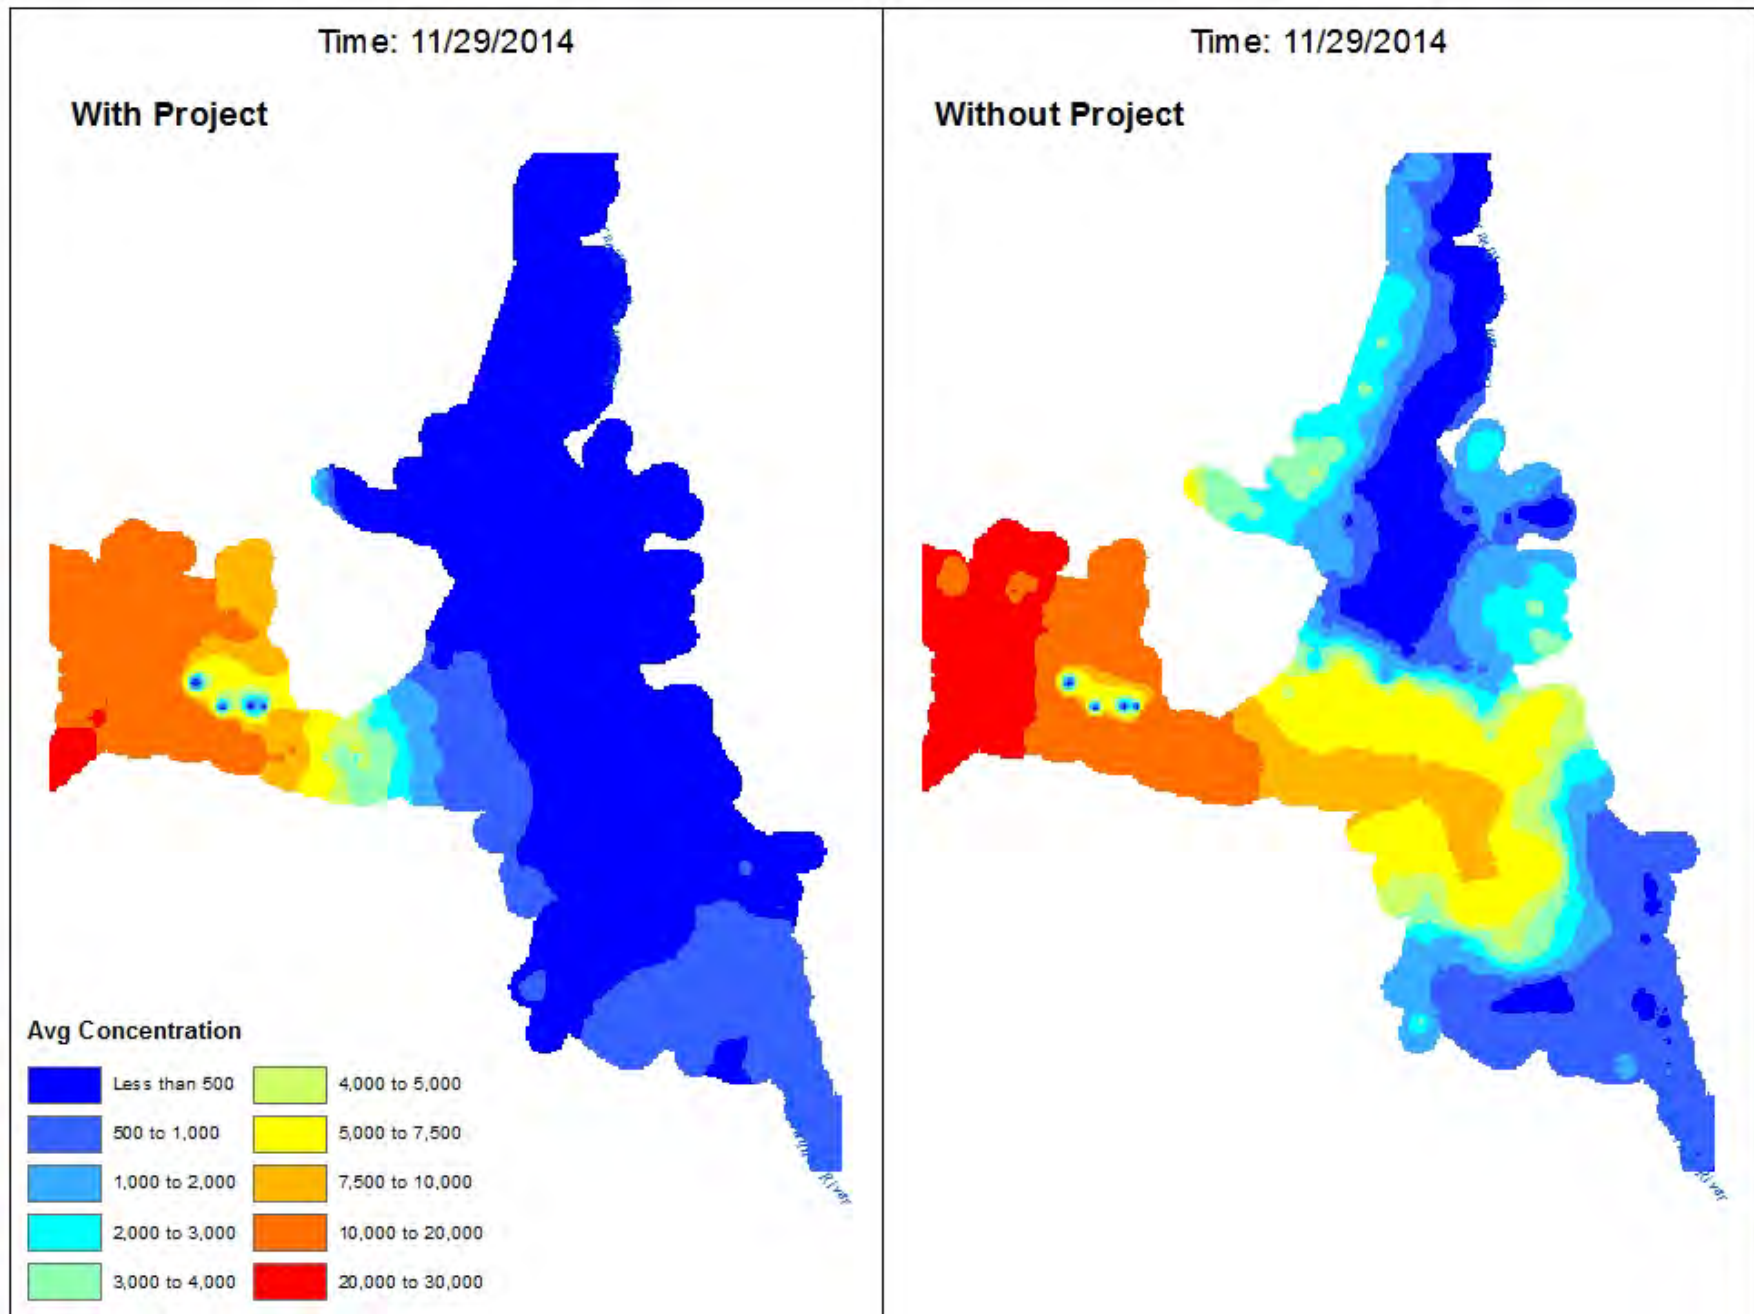 Time: 11/29/2014
With Project
Avg Concentration
Less than 500
500 to 1,000
1,000 to 2,000
2,000 to 3,000
3,000 to 4,000
4,000 to 5,000
5,000 to 7,500
7,500 to 10,000
10,000 to 20,000
20,000 to 30,000
River
Time: 11/29/2014
Without Project
River